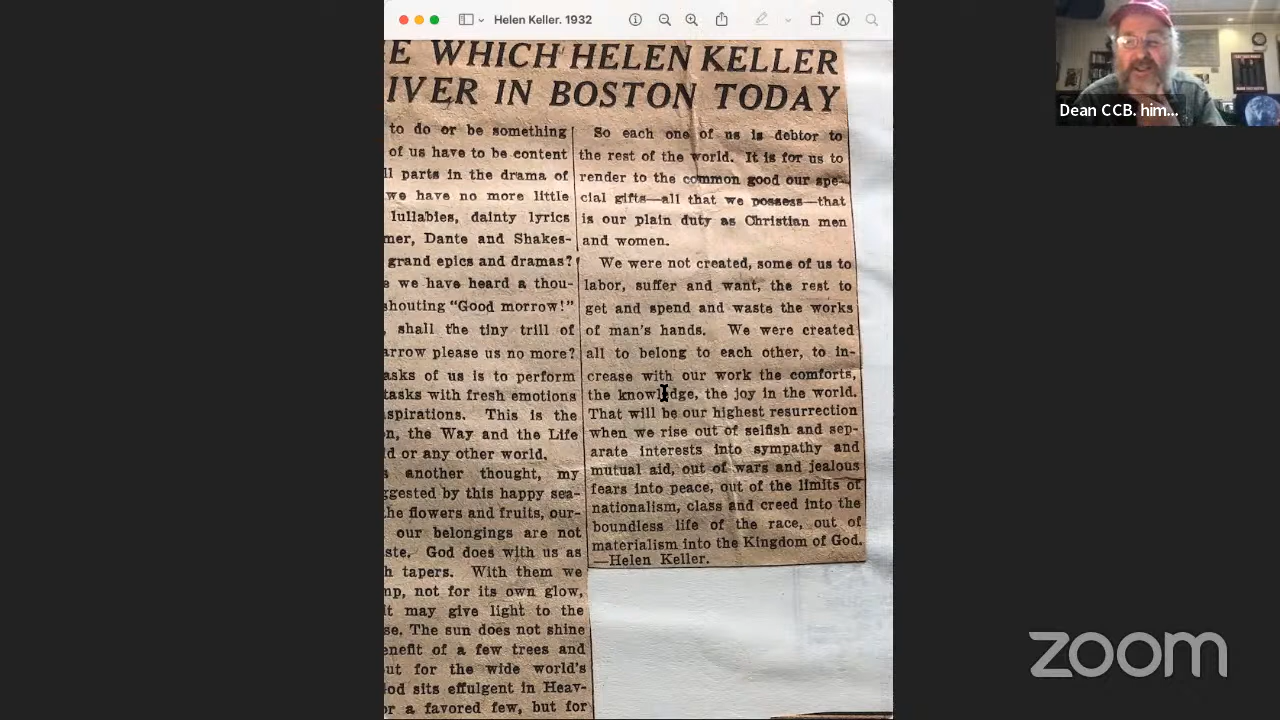 Helen Keller. 1932
E WHICH HELEN KELLER
IVER IN BOSTON TODAY
to do or be something
of us have to be content
ll parts in the drama of
we have no more little
lullabies, dainty lyrics
mer, Dante and Shakes-
grand epics and dramas?
e we have heard a thou-
shouting "Good morrow!"
, shall the tiny trill of
arrow please us no more?
asks of us is to perform
tasks with fresh emotions
spirations. This is the
n, the Way and the Life
d or any other world.
s another thought, my
ggested by this happy sea-
the flowers and fruits, our-
our belongings are not
ste. God does with us as
h tapers. With them we
mp, not for its own glow,
it may give light to the
se. The sun does not shine
enefit of a few trees and
ut for the wide world's
od sits effulgent in Heav-
or a favored few, but for
So each one of us is debtor to
the rest of the world. It is for us to
render to the common good our spe-
cial gifts—all that we possess—that
is our plain duty as Christian men
and women.
We were not created, some of us to
labor, suffer and want, the rest to
get and spend and waste the works
of man's hands. We were created
all to belong to each other, to in-
crease with our work the comforts,
the knowledge, the joy in the world.
That will be our highest resurrection
when we rise out of selfish and sep-
arate interests into sympathy and
mutual aid, out of wars and jealous
fears into peace, out of the limits of
nationalism, class and creed into the
boundless life of the race, out of
materialism into the Kingdom of God.
—Helen Keller.
Dean CCB. him...
zoom